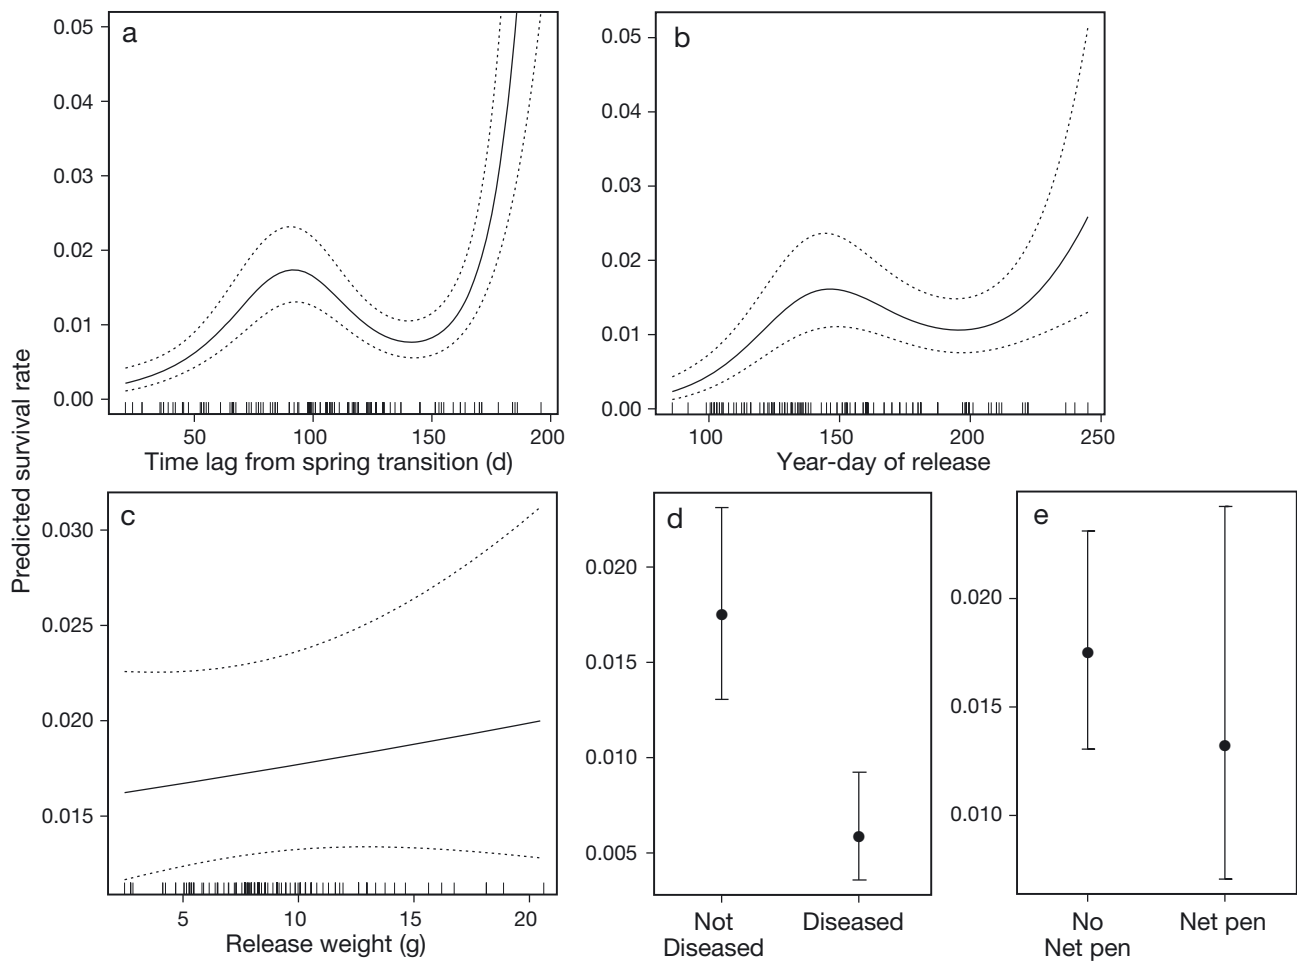 Predicted survival rate
a
0.05
0.04
0.03
0.02
0.01
0.00
50
100
150
200
Time lag from spring transition (d)
b
0.05
0.04
0.03
0.02
0.01
0.00
100
150
200
250
Year-day of release
c
0.030
0.025
0.020
0.015
5
10
15
20
Release weight (g)
d
0.020
0.015
0.010
0.005
Not
Diseased
Diseased
e
0.020
0.015
0.010
No
Net pen
Net pen